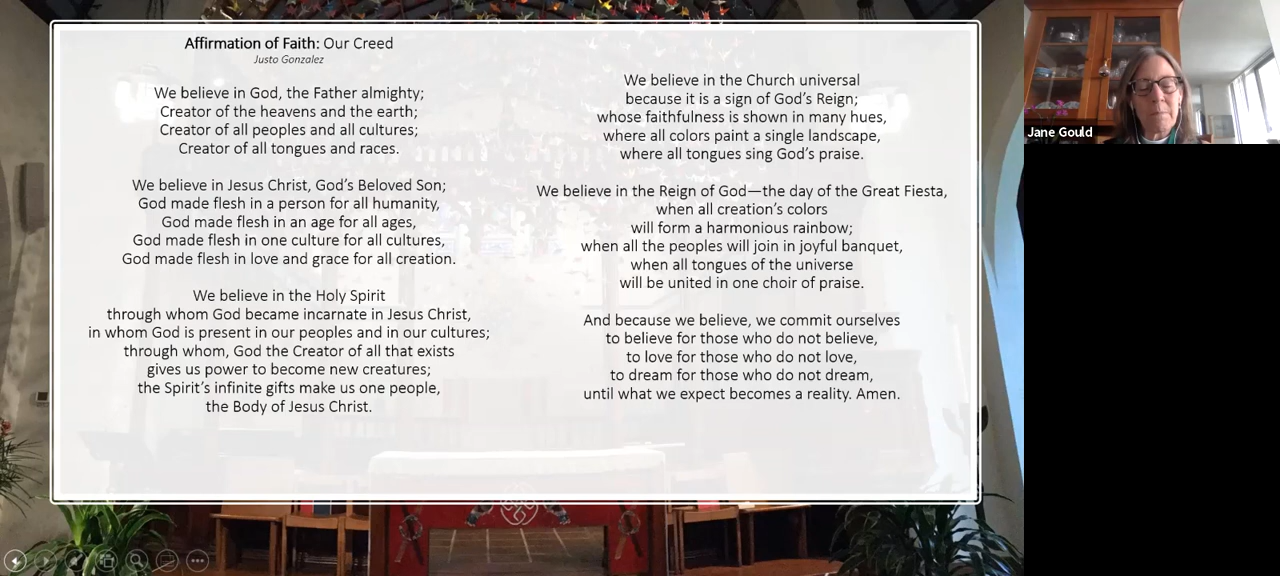 Affirmation of Faith: Our Creed
Justo Gonzalez
We believe in God, the Father almighty;
Creator of the heavens and the earth;
Creator of all peoples and all cultures;
Creator of all tongues and races.
We believe in Jesus Christ, God's Beloved Son;
God made flesh in a person for all humanity,
God made flesh in an age for all ages,
God made flesh in one culture for all cultures,
God made flesh in love and grace for all creation.
We believe in the Holy Spirit
through whom God became incarnate in Jesus Christ,
in whom God is present in our peoples and in our cultures;
through whom, God the Creator of all that exists
gives us power to become new creatures;
the Spirit's infinite gifts make us one people,
the Body of Jesus Christ.
We believe in the Church universal
because it is a sign of God's Reign;
whose faithfulness is shown in many hues,
where all colors paint a single landscape,
where all tongues sing God's praise.
We believe in the Reign of God—the day of the Great Fiesta,
when all creation's colors
will form a harmonious rainbow;
when all the peoples will join in joyful banquet,
when all tongues of the universe
will be united in one choir of praise.
And because we believe, we commit ourselves
to believe for those who do not believe,
to love for those who do not love,
to dream for those who do not dream,
until what we expect becomes a reality. Amen.
Jane Gould